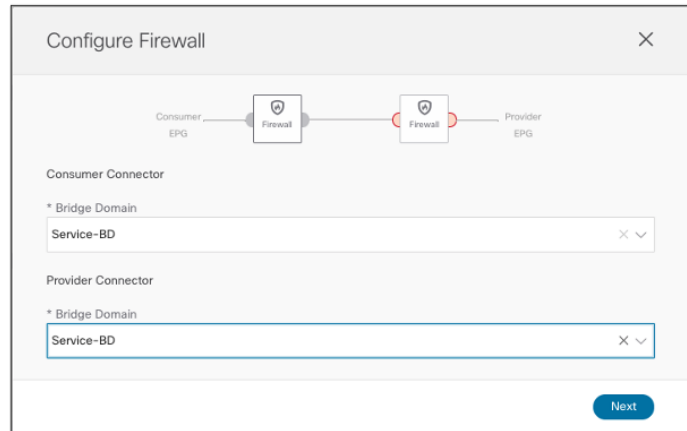 Configure Firewall
Consumer
EPG
Firewall
Firewall
Provider
EPG
Consumer Connector
* Bridge Domain
Service-BD
Provider Connector
* Bridge Domain
Service-BD
Next